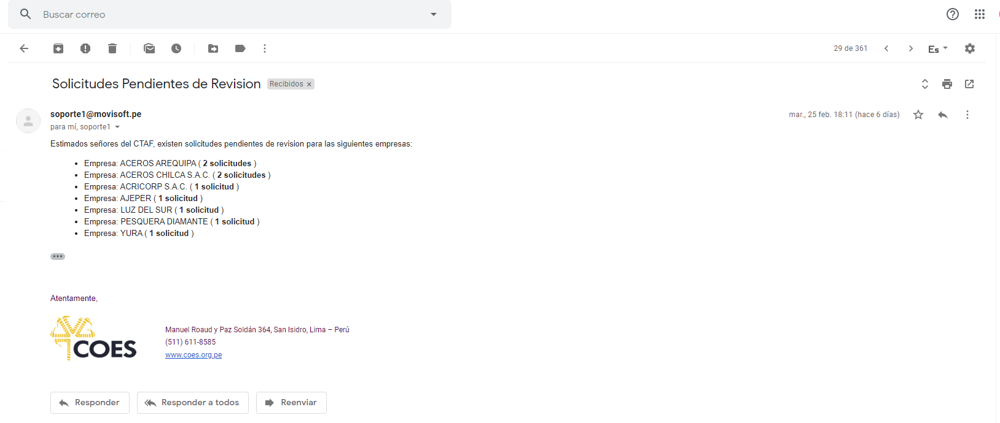 Buscar correo
29 de 361
Es
Solicitudes Pendientes de Revision Recibidos ×
soporte1@movisoft.pe
mar., 25 feb. 18:11 (hace 6 días)
para mí, soporte1
Estimados señores del CTAF, existen solicitudes pendientes de revision para las siguientes empresas:
• Empresa: ACEROS AREQUIPA ( 2 solicitudes )
• Empresa: ACEROS CHILCA S.A.C. ( 2 solicitudes )
• Empresa: ACRICORP S.A.C. ( 1 solicitud )
• Empresa: AJEPER ( 1 solicitud )
• Empresa: LUZ DEL SUR ( 1 solicitud )
• Empresa: PESQUERA DIAMANTE ( 1 solicitud )
• Empresa: YURA ( 1 solicitud )
Atentamente,
COES
Manuel Roaud y Paz Soldán 364, San Isidro, Lima – Perú
(511) 611-8585
www.coes.org.pe
Responder
Responder a todos
Reenviar